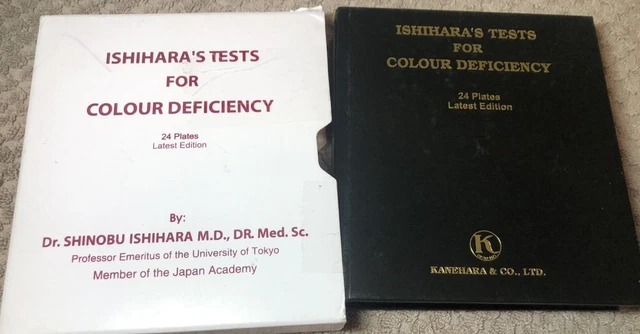 ISHIHARA'S TESTS
FOR
COLOUR DEFICIENCY
24 Plates
Latest Edition
By:
Dr. SHINOBU ISHIHARA M.D., DR. Med. Sc.
Professor Emeritus of the University of Tokyo
Member of the Japan Academy
ISHIHARA'S TESTS
FOR
COLOUR DEFICIENCY
24 Plates
Latest Edition
K
KANEHARA & CO., LTD.